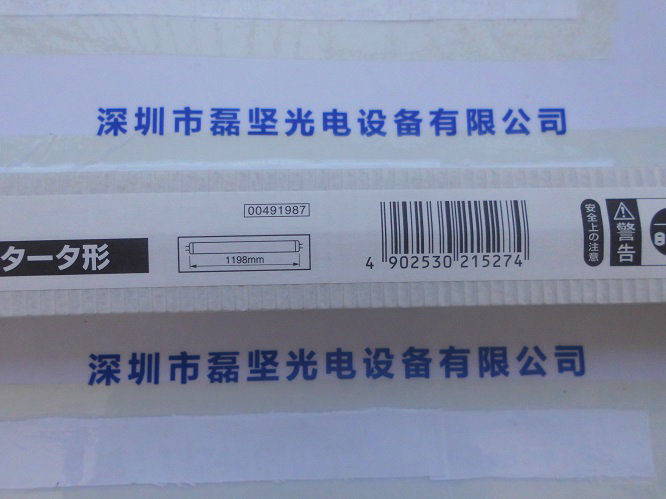 深圳市磊坚光电设备有限公司
00491987
タータ形
1198mm
4 902530 215274
安全上の注意
警告
深圳市磊坚光电设备有限公司